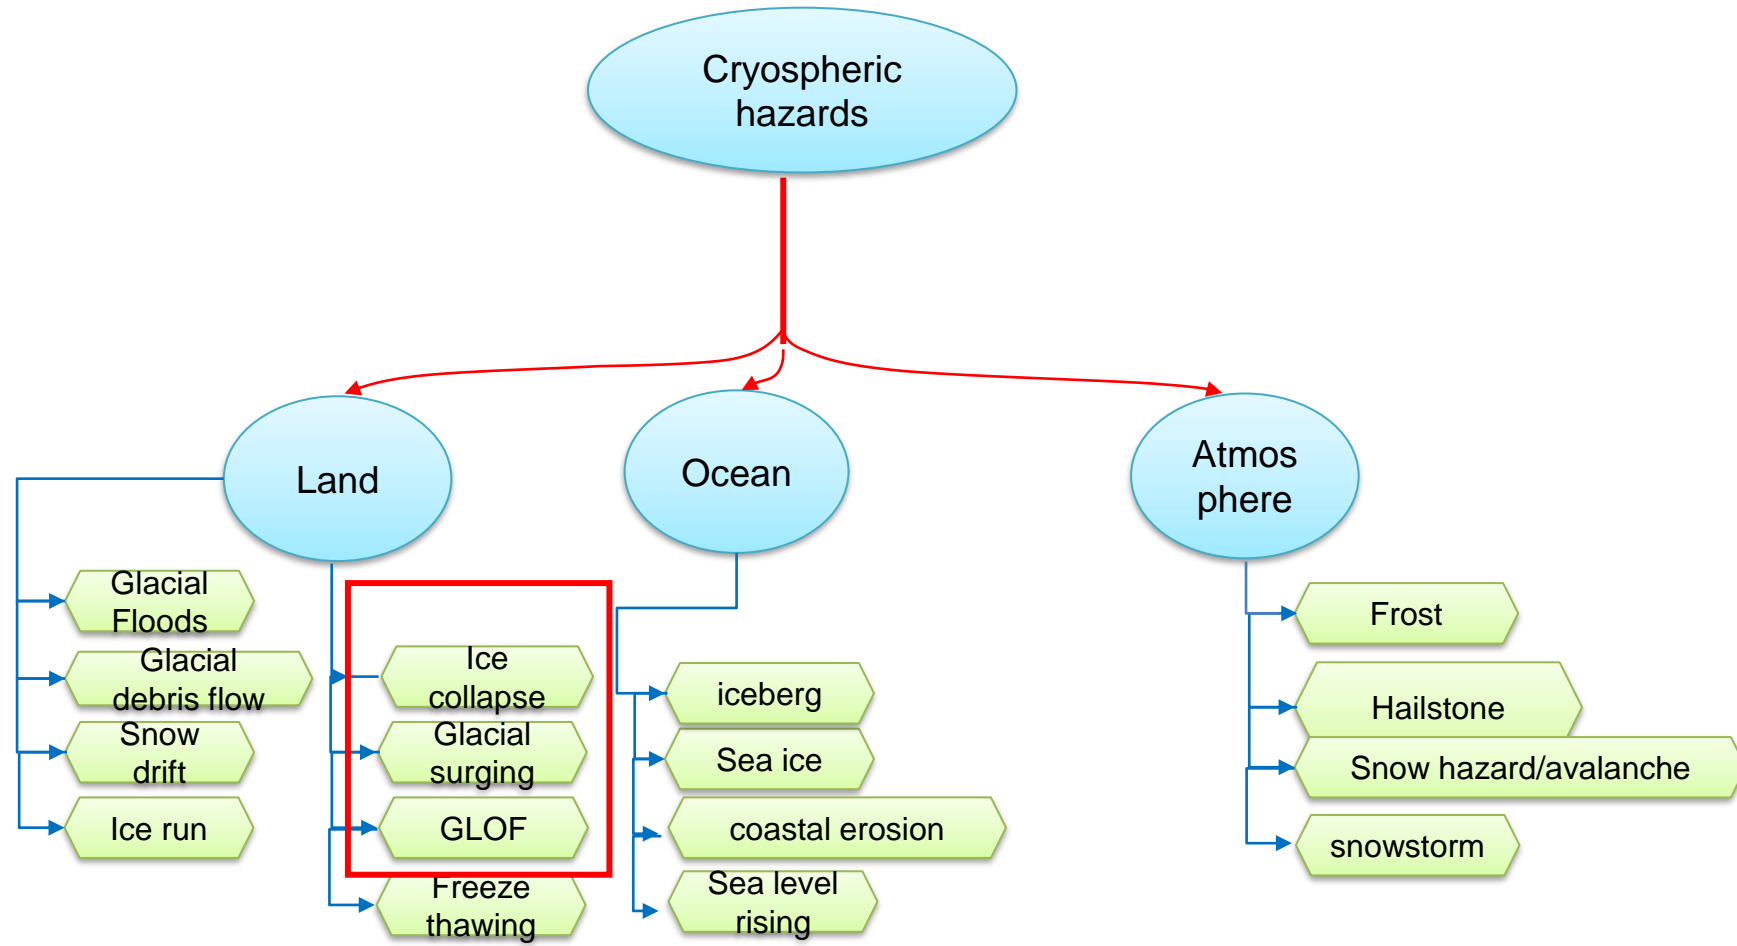 Cryospheric
hazards
Land
Ocean
Atmos
phere
Glacial
Floods
Glacial
debris flow
Snow
drift
Ice run
Ice
collapse
Glacial
surging
GLOF
Freeze
thawing
iceberg
Sea ice
coastal erosion
Sea level
rising
Frost
Hailstone
Snow hazard/avalanche
snowstorm